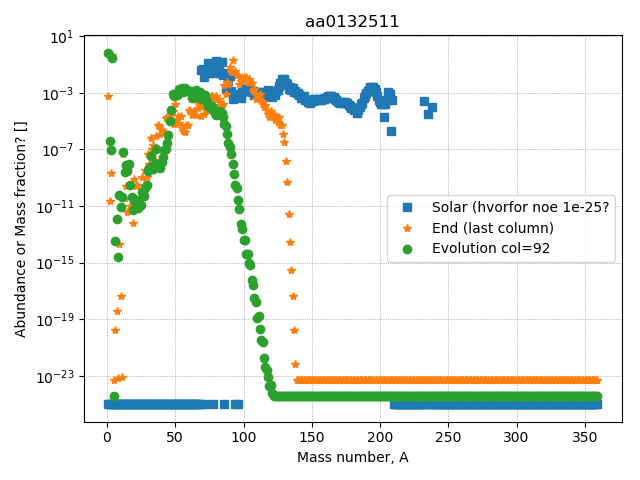 aa0132511
Abundance or Mass fraction? []
10^1
10^-3
10^-7
10^-11
10^-15
10^-19
10^-23
Solar (hvorfor noe 1e-25?
End (last column)
Evolution col=92
0 50 100 150 200 250 300 350
Mass number, A